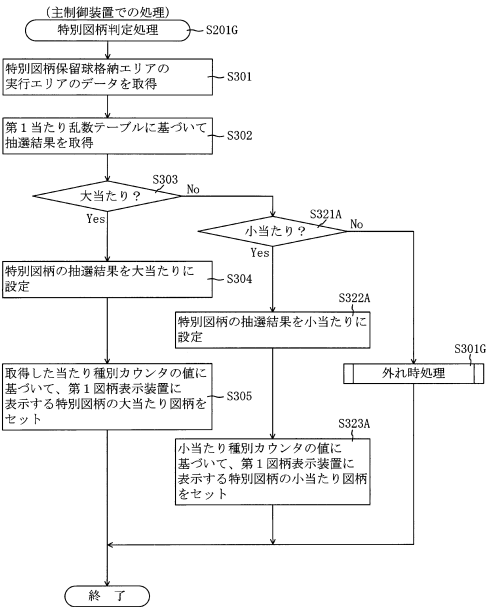 (主制御装置での処理)
特別図柄判定処理
S201G
特別図柄保留球格納エリアの
実行エリアのデータを取得
S301
第1当たり乱数テーブルに基づいて
抽選結果を取得
S302
大当たり?
S303
No
Yes
小当たり?
S321A
No
Yes
特別図柄の抽選結果を大当たりに
設定
S304
特別図柄の抽選結果を小当たりに
設定
S322A
取得した当たり種別カウンタの値に
基づいて、第1図柄表示装置に
表示する特別図柄の大当たり図柄を
セット
S305
外れ時処理
S301G
小当たり種別カウンタの値に
基づいて、第1図柄表示装置に
表示する特別図柄の小当たり図柄
をセット
S323A
終 了